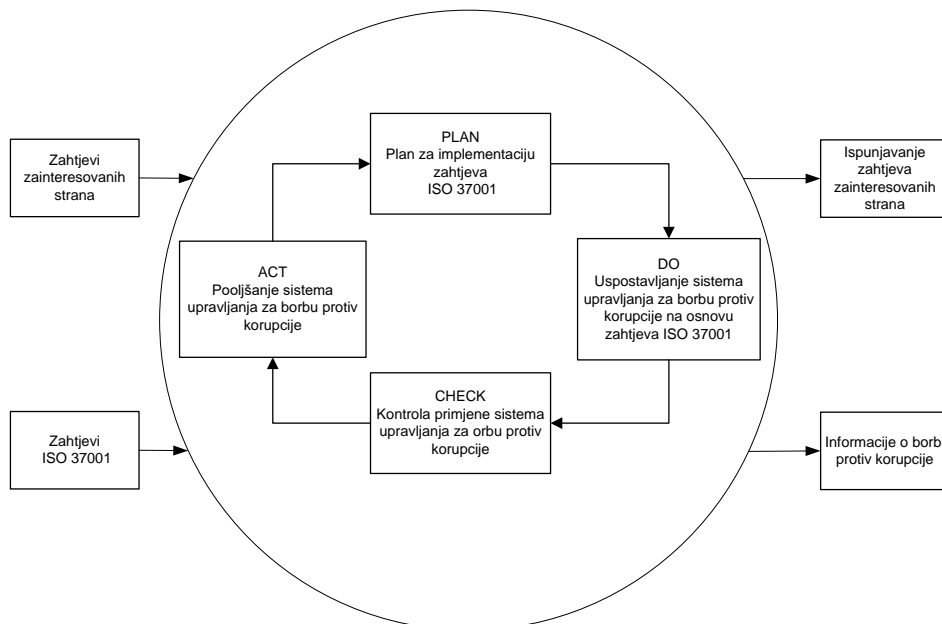 PLAN
Plan za implementaciju
zahtjeva
ISO 37001
Zahtjevi
zainteresovanih
strana
Ispunjavanje
zahtjeva
zainteresovanih
strana
ACT
Pooljšanje sistema
upravljanja za borbu protiv
korupcije
DO
Uspostavljanje sistema
upravljanja za borbu protiv
korupcije na osnovu
zahtjeva ISO 37001
CHECK
Kontrola primjene sistema
upravljanja za orbu protiv
korupcije
Zahtjevi
ISO 37001
Informacije o borb
protiv korupcije